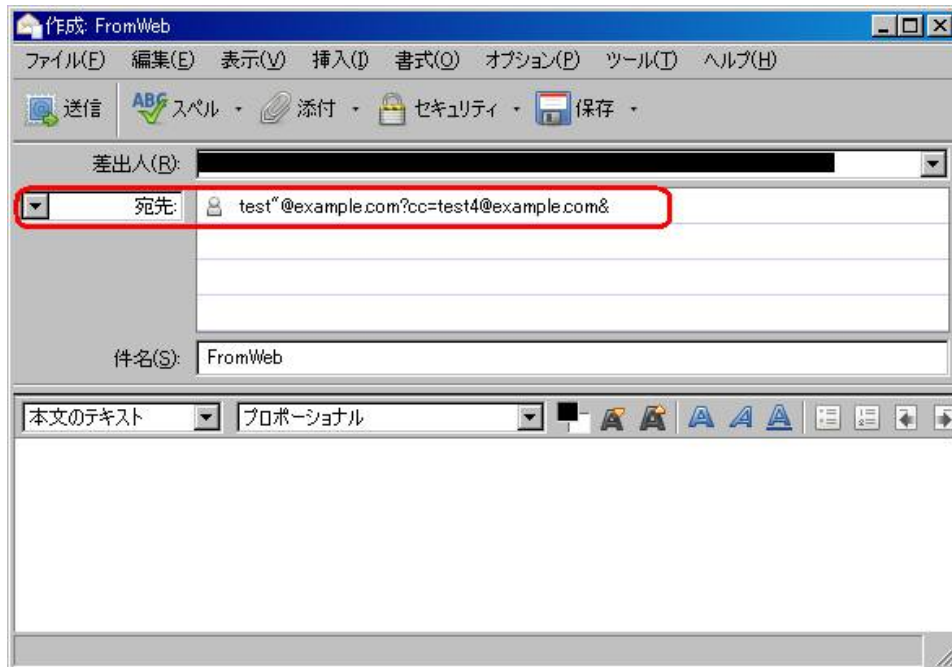 作成: FromWeb
ファイル(F) 編集(E) 表示(V) 挿入(I) 書式(O) オプション(P) ツール(T) ヘルプ(H)
送信 ABC スペル 添付 セキュリティ 保存
差出人(R):
宛先: test"@example.com?cc=test4@example.com&
件名(S): FromWeb
本文のテキスト プロポーショナル A A A A A